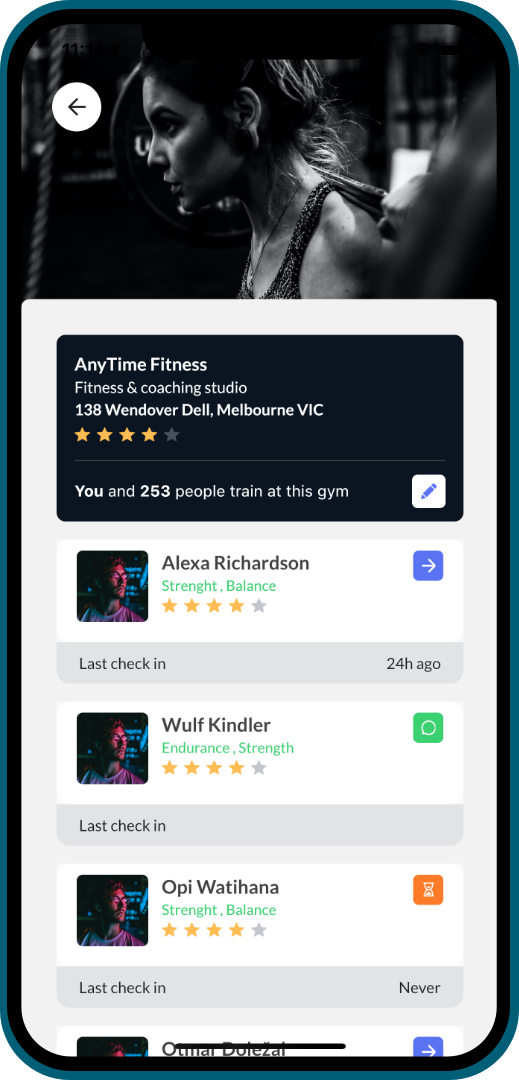 AnyTime Fitness
Fitness & coaching studio
138 Wendover Dell, Melbourne VIC
You and 253 people train at this gym
Alexa Richardson
Strenght , Balance
Last check in 24h ago
Wulf Kindler
Endurance , Strength
Last check in
Opi Watihana
Strenght , Balance
Last check in Never
Otmar Doležal